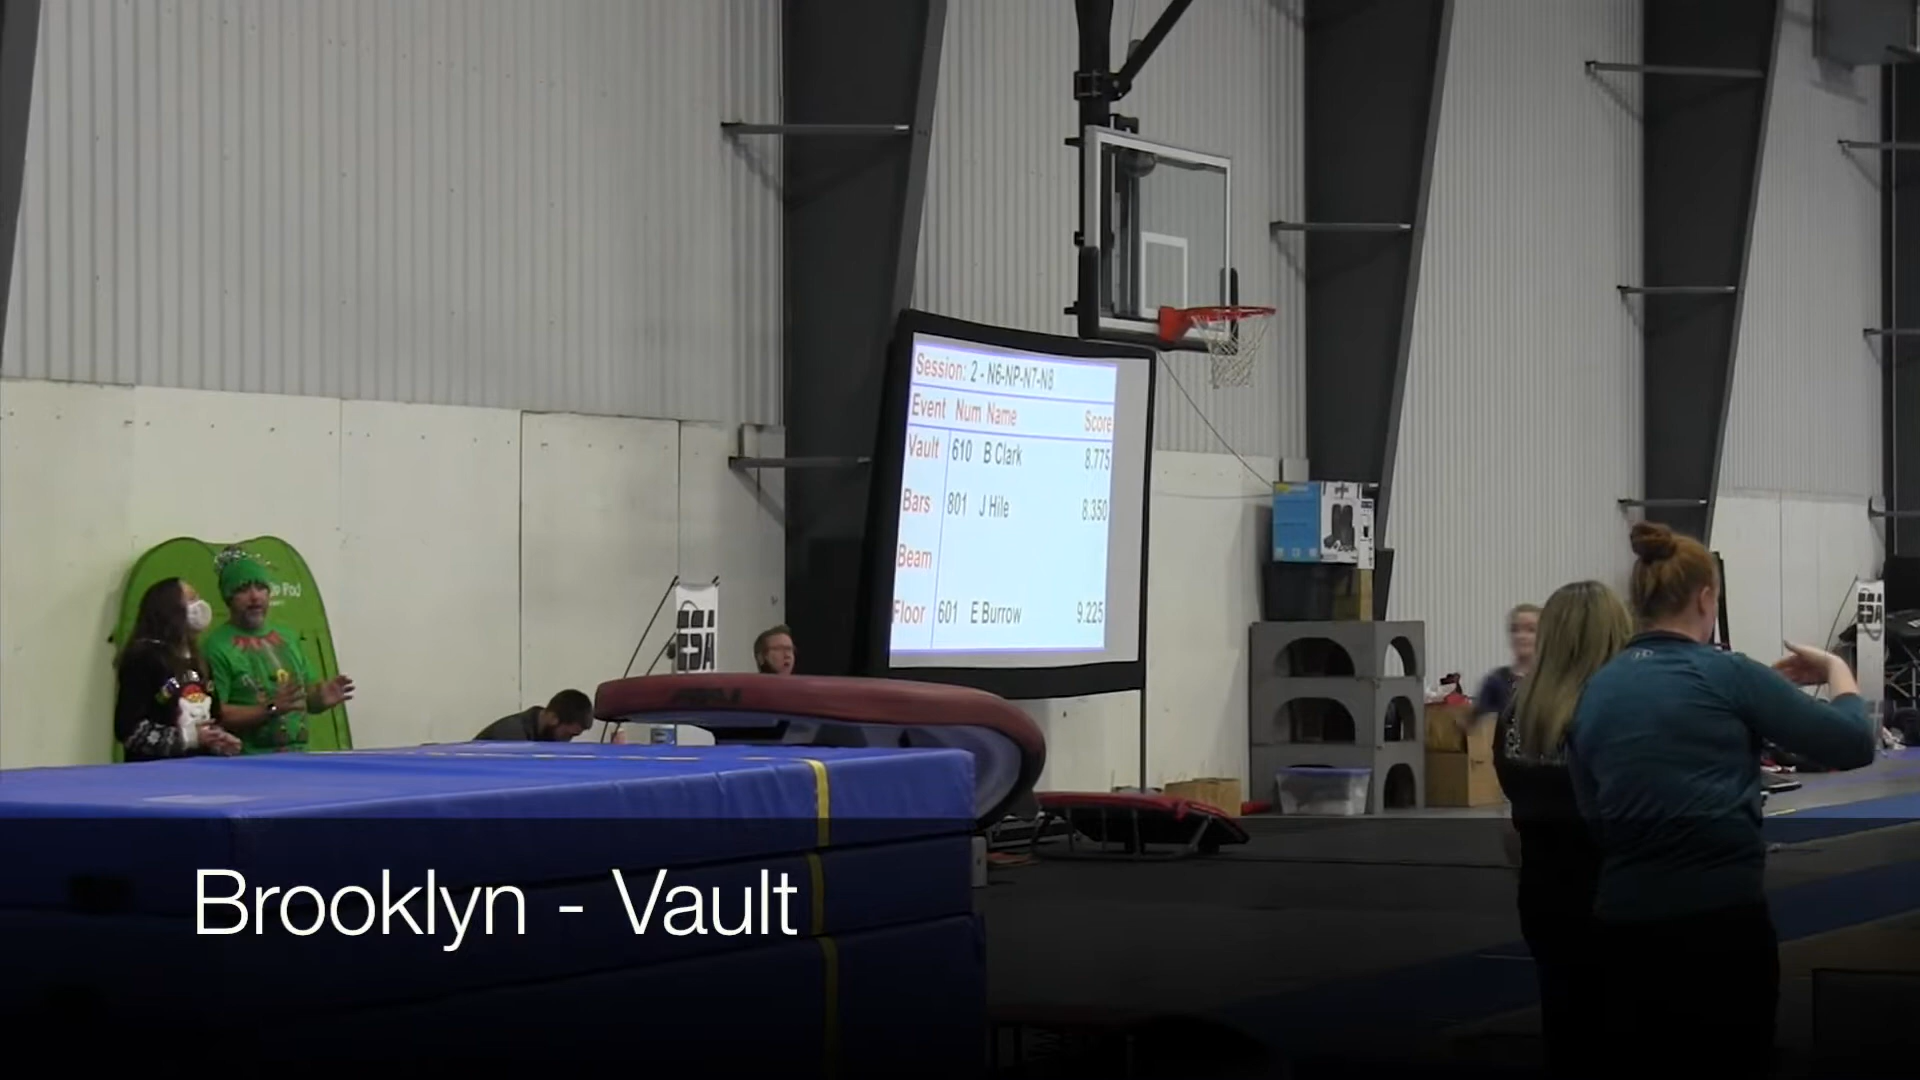 Session: 2 - N6-NP-N7-N8
Event Num Name Score
Vault 610 B Clark 8.775
Bars 801 J Hile 8.350
Beam
Floor 601 E Burrow 9.225
Brooklyn - Vault